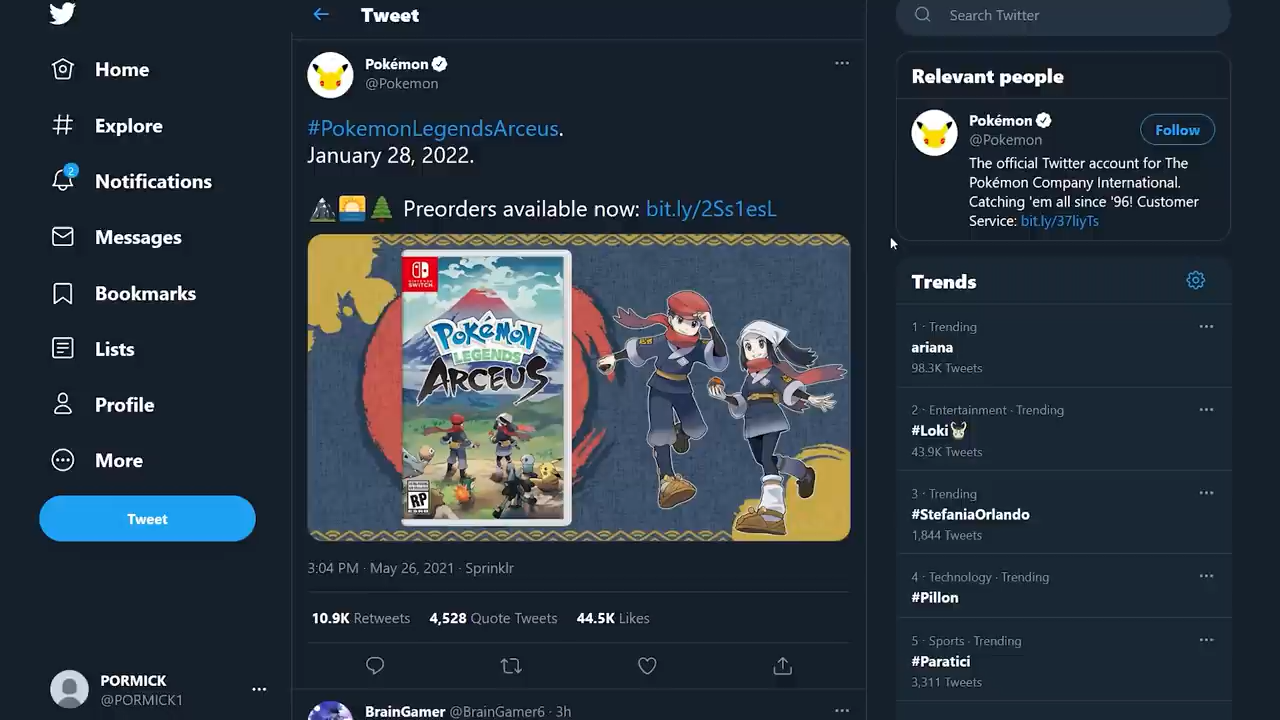 Home
Explore
2
Notifications
Messages
Bookmarks
Lists
Profile
More
Tweet
PORMICK
@PORMICK1
Tweet
Pokémon
@Pokemon
#PokemonLegendsArceus.
January 28, 2022.
Preorders available now: bit.ly/2Ss1esL
NINTENDO
SWITCH
POKéMON
LEGENDS
ARCEUS
RP
ESRB
3:04 PM · May 26, 2021 · Sprinklr
10.9K Retweets 4,528 Quote Tweets 44.5K Likes
BrainGamer @BrainGamer6 · 3h
Search Twitter
Relevant people
Pokémon
@Pokemon
Follow
The official Twitter account for The
Pokémon Company International.
Catching 'em all since '96! Customer
Service: bit.ly/37liyTs
Trends
1 · Trending
ariana
98.3K Tweets
2 · Entertainment · Trending
#Loki
43.9K Tweets
3 · Trending
#StefaniaOrlando
1,844 Tweets
4 · Technology · Trending
#Pillon
5 · Sports · Trending
#Paratici
3,311 Tweets